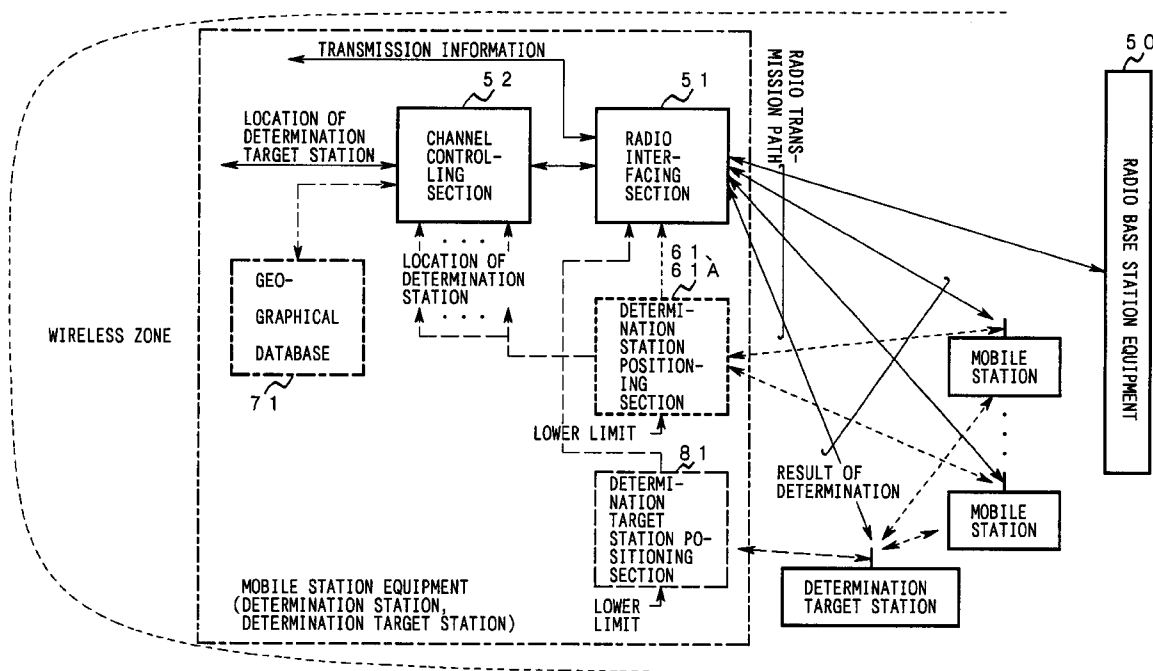 TRANSMISSION INFORMATION
50
52
51
RADIO TRANS-
MISSION PATH
LOCATION OF
DETERMINATION
TARGET STATION
CHANNEL
CONTROL-
LING
SECTION
RADIO
INTER-
FACING
SECTION
RADIO BASE STATION EQUIPMENT
LOCATION OF
DETERMINATION
STATION
61、
61A
GEO-
GRAPHICAL
DATABASE
71
WIRELESS ZONE
DETERMI-
NATION
STATION
POSITION-
ING
SECTION
MOBILE
STATION
LOWER LIMIT
81
DETERMI-
NATION
TARGET
STATION PO-
SITIONING
SECTION
RESULT OF
DETERMINATION
MOBILE
STATION
MOBILE STATION EQUIPMENT
(DETERMINATION STATION,
DETERMINATION TARGET STATION)
LOWER
LIMIT
DETERMINATION
TARGET STATION